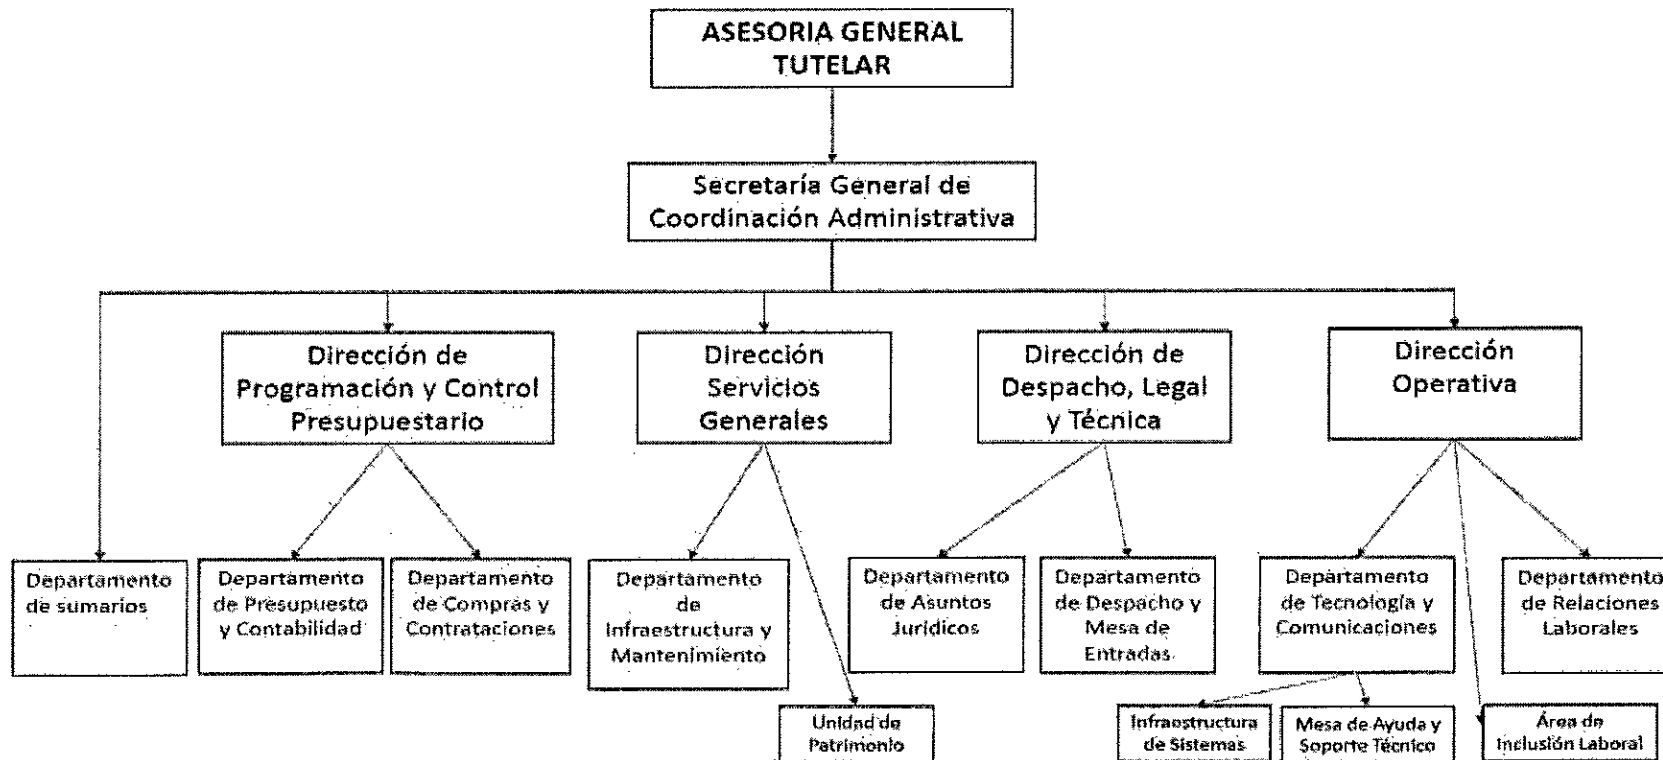 ASESORIA GENERAL
TUTELAR
Secretaría General de
Coordinación Administrativa
Dirección de
Programación y Control
Presupuestario
Dirección
Servicios
Generales
Dirección de
Despacho, Legal
y Técnica
Dirección
Operativa
Departamento
de sumarios
Departamento
de Presupuesto
y Contabilidad
Departamento
de Compras y
Contrataciones
Departamento
de
Infraestructura y
Mantenimiento
Departamento
de Asuntos
Jurídicos
Departamento
de Despacho y
Mesa de
Entradas
Departamento
de Tecnología y
Comunicaciones
Departamento
de Relaciones
Laborales
Unidad de
Patrimonio
Infraestructura
de Sistemas
Mesa de Ayuda y
Soporte Técnico
Área de
Inclusión Laboral